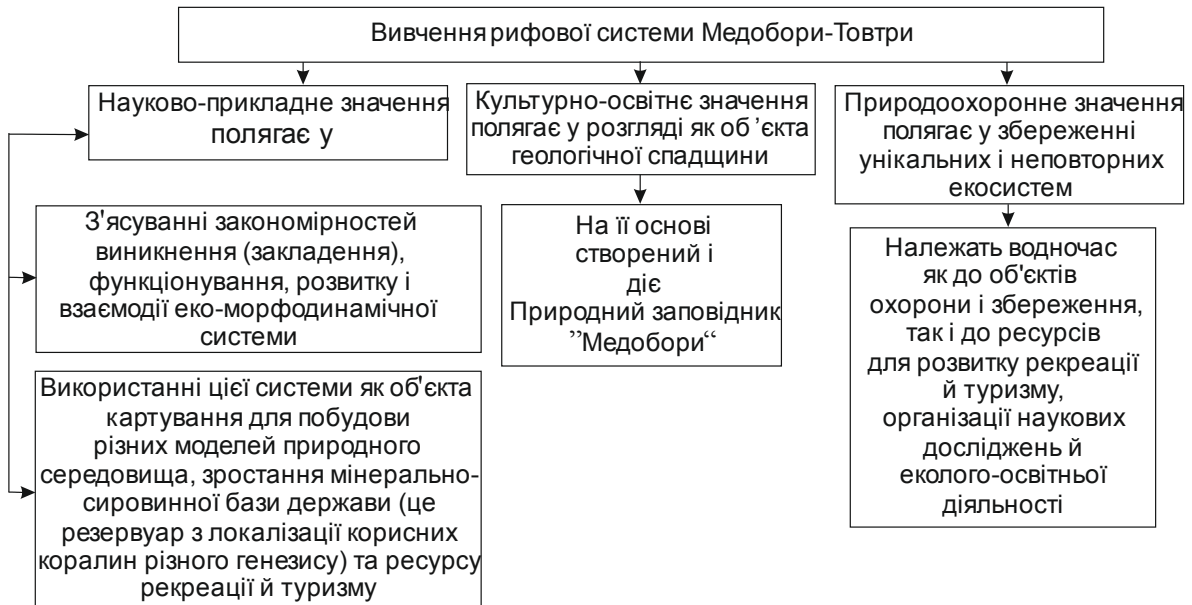 Вивчення рифової системи Медобори-Товтри
Науково-прикладне значення
полягає у
Культурно-освітнє значення
полягає у розгляді як об’єкта
геологічної спадщини
Природоохоронне значення
полягає у збереженні
унікальних і неповторних
екосистем
З'ясуванні закономірностей
виникнення (закладення),
функціонування, розвитку і
взаємодії еко-морфодинамічної
системи
На її основі
створений і
діє
Природний заповідник
”Медобори“
Належать водночас
як до об'єктів
охорони і збереження,
так і до ресурсів
для розвитку рекреації
й туризму,
організації наукових
досліджень й
еколого-освітньої
діяльності
Використанні цієї системи як об'єкта
картування для побудови
різних моделей природного
середовища, зростання мінерально-
сировинної бази держави (це
резервуар з локалізації корисних
коралин різного генезису) та ресурсу
рекреації й туризму